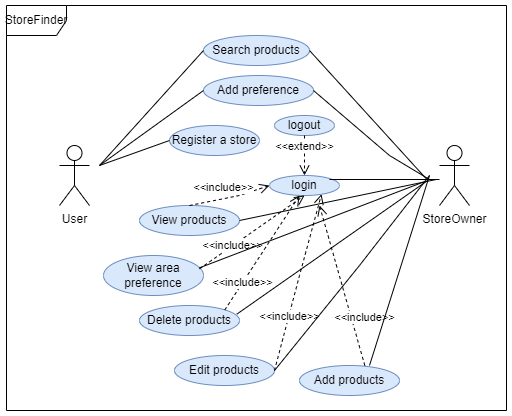 StoreFinder
Search products
Add preference
logout
Register a store
<<extend>>
login
<<include>>
User
StoreOwner
View products
<<include>>
View area
preference
<<include>>
Delete products
<<include>>
<<include>>
Edit products
Add products